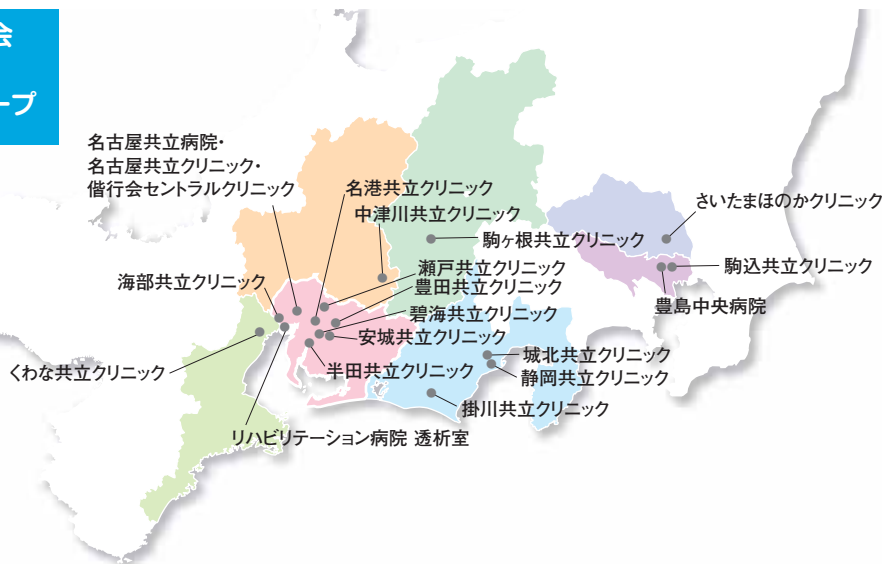 会
ープ
名古屋共立病院・
名古屋共立クリニック・
偕行会セントラルクリニック
名港共立クリニック
中津川共立クリニック
さいたまほのかクリニック
駒ヶ根共立クリニック
瀬戸共立クリニック
駒込共立クリニック
海部共立クリニック
豊田共立クリニック
豊島中央病院
碧海共立クリニック
安城共立クリニック
城北共立クリニック
くわな共立クリニック
半田共立クリニック
静岡共立クリニック
掛川共立クリニック
リハビリテーション病院 透析室